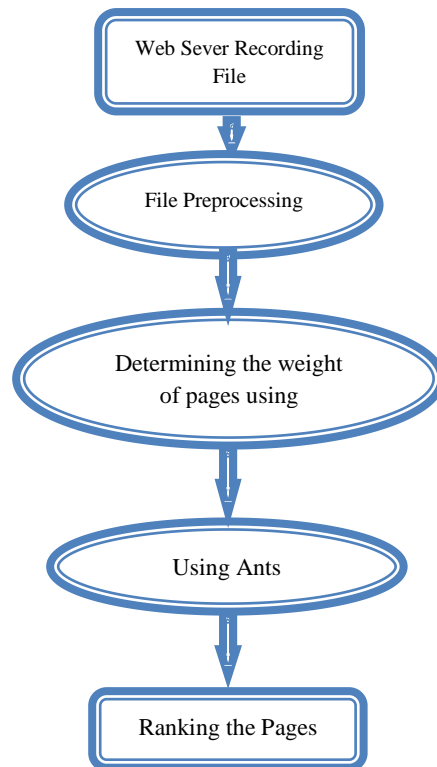 Web Sever Recording
File
File Preprocessing
Determining the weight
of pages using
Using Ants
Ranking the Pages